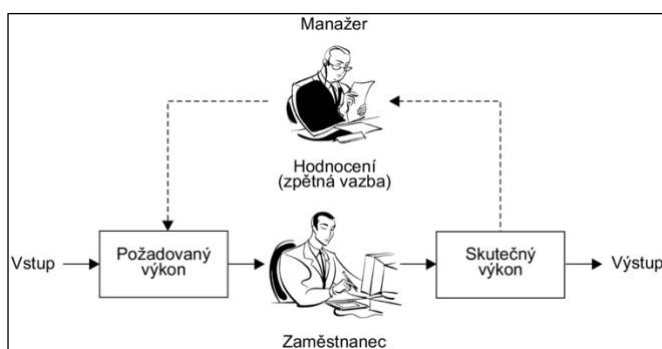 Manažer
Hodnocení
(zpětná vazba)
Vstup
Požadovaný
výkon
Skutečný
výkon
Výstup
Zaměstnanec